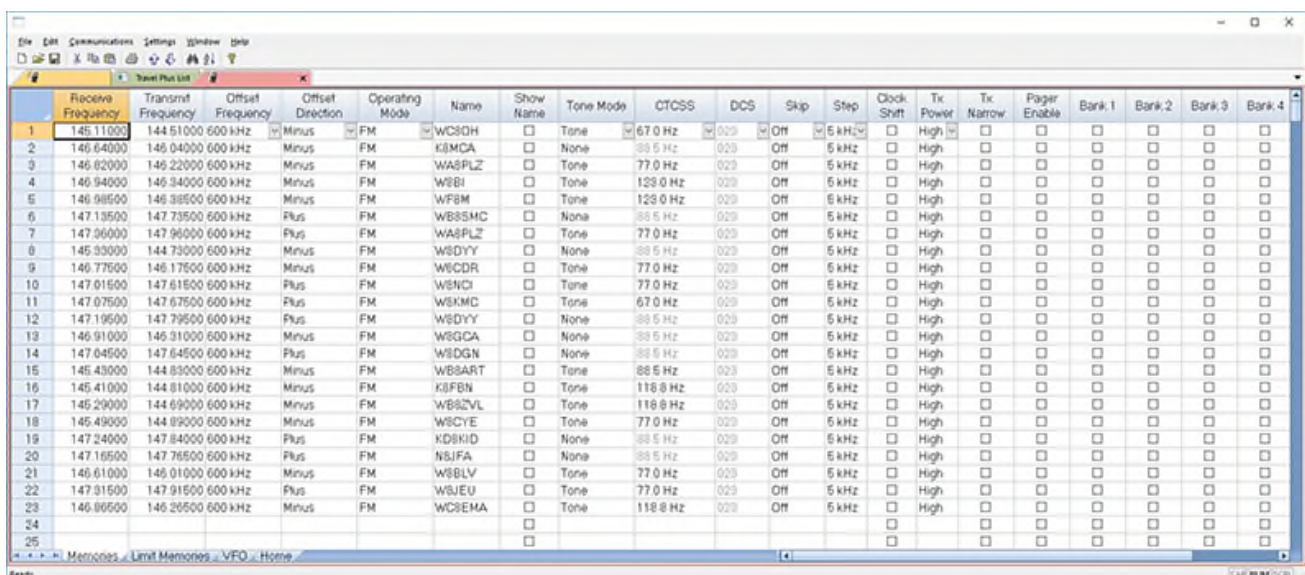 File Edit Communications Settings Window Help
Travel Plus List
Receive Frequency Transmit Frequency Offset Frequency Offset Direction Operating Mode Name Show Name Tone Mode CTCSS DCS Skip Step Clock Shift Tx Power Tx Narrow Pager Enable Bank 1 Bank 2 Bank 3 Bank 4
1 145.11000 144.51000 600 kHz Minus FM WC8OH Tone 67.0 Hz 023 Off 5 kHz High
2 146.64000 146.04000 600 kHz Minus FM K8MCA None 88.5 Hz 023 Off 5 kHz High
3 146.82000 146.22000 600 kHz Minus FM WA8PLZ Tone 77.0 Hz 023 Off 5 kHz High
4 146.94000 146.34000 600 kHz Minus FM W8BI Tone 123.0 Hz 023 Off 5 kHz High
5 146.98500 146.38500 600 kHz Minus FM WF8M Tone 123.0 Hz 023 Off 5 kHz High
6 147.13500 147.73500 600 kHz Plus FM WB8SMC None 88.5 Hz 023 Off 5 kHz High
7 147.36000 147.96000 600 kHz Plus FM WA8PLZ Tone 77.0 Hz 023 Off 5 kHz High
8 145.33000 144.73000 600 kHz Minus FM W8DYY None 88.5 Hz 023 Off 5 kHz High
9 146.77500 146.17500 600 kHz Minus FM W8CDR Tone 77.0 Hz 023 Off 5 kHz High
10 147.01500 147.61500 600 kHz Plus FM W8NCI Tone 77.0 Hz 023 Off 5 kHz High
11 147.07500 147.67500 600 kHz Plus FM W8KMC Tone 67.0 Hz 023 Off 5 kHz High
12 147.19500 147.79500 600 kHz Plus FM W8DYY None 88.5 Hz 023 Off 5 kHz High
13 146.91000 146.31000 600 kHz Minus FM W8GCA None 88.5 Hz 023 Off 5 kHz High
14 147.04500 147.64500 600 kHz Plus FM W8DGN None 88.5 Hz 023 Off 5 kHz High
15 145.43000 144.83000 600 kHz Minus FM WB8ART Tone 88.5 Hz 023 Off 5 kHz High
16 145.41000 144.81000 600 kHz Minus FM K8FBN Tone 118.8 Hz 023 Off 5 kHz High
17 145.29000 144.69000 600 kHz Minus FM WB8ZVL Tone 118.8 Hz 023 Off 5 kHz High
18 145.49000 144.89000 600 kHz Minus FM W8CYE Tone 77.0 Hz 023 Off 5 kHz High
19 147.24000 147.84000 600 kHz Plus FM KD8KID None 88.5 Hz 023 Off 5 kHz High
20 147.16500 147.76500 600 kHz Plus FM N8JFA None 88.5 Hz 023 Off 5 kHz High
21 146.61000 146.01000 600 kHz Minus FM W8BLV Tone 77.0 Hz 023 Off 5 kHz High
22 147.31500 147.91500 600 kHz Plus FM W8JEU Tone 77.0 Hz 023 Off 5 kHz High
23 146.86500 146.26500 600 kHz Minus FM WC8EMA Tone 118.8 Hz 023 Off 5 kHz High
24
25
Memories Limit Memories VFO Home
Ready NUM